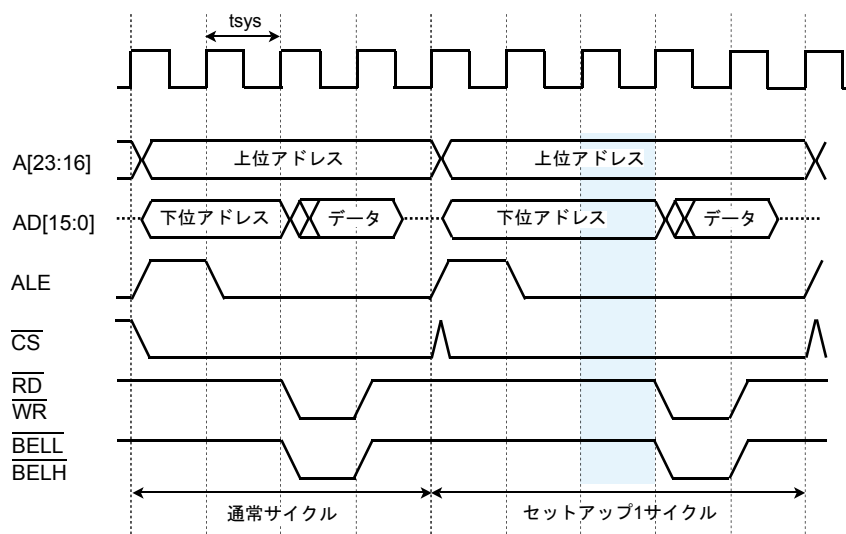 tsys
A[23:16]
上位アドレス
上位アドレス
AD[15:0]
下位アドレス
データ
下位アドレス
データ
ALE
CS
RD
WR
BELL
BELH
通常サイクル
セットアップ1サイクル